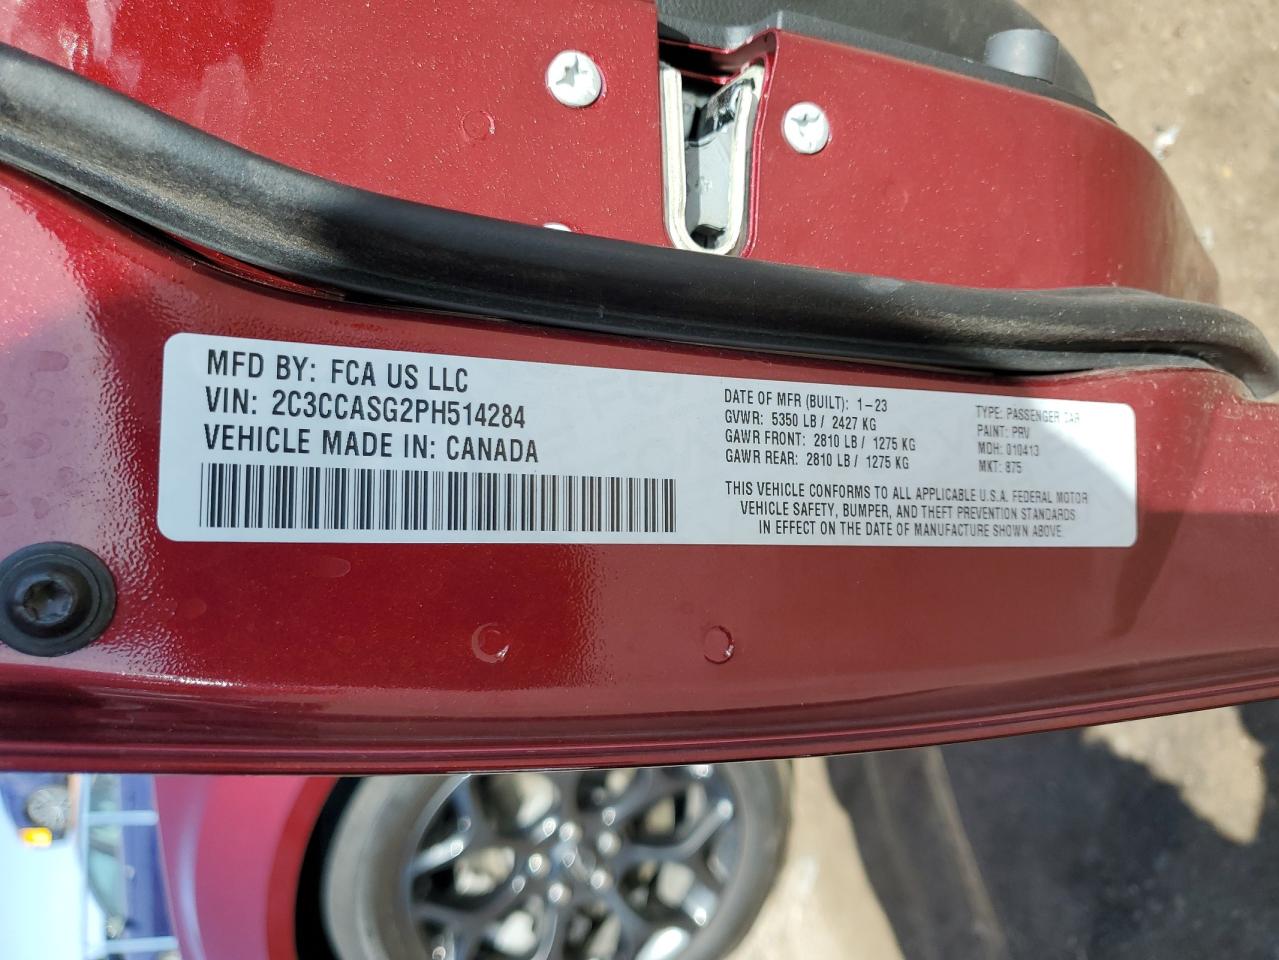 MFD BY: FCA US LLC
VIN: 2C3CCASG2PH514284
VEHICLE MADE IN: CANADA
DATE OF MFR (BUILT): 1-23
GVWR: 5350 LB / 2427 KG
GAWR FRONT: 2810 LB / 1275 KG
GAWR REAR: 2810 LB / 1275 KG
TYPE: PASSENGER CAR
PAINT: PRV
MDH: 010413
MKT: 875
THIS VEHICLE CONFORMS TO ALL APPLICABLE U.S.A. FEDERAL MOTOR
VEHICLE SAFETY, BUMPER, AND THEFT PREVENTION STANDARDS
IN EFFECT ON THE DATE OF MANUFACTURE SHOWN ABOVE.